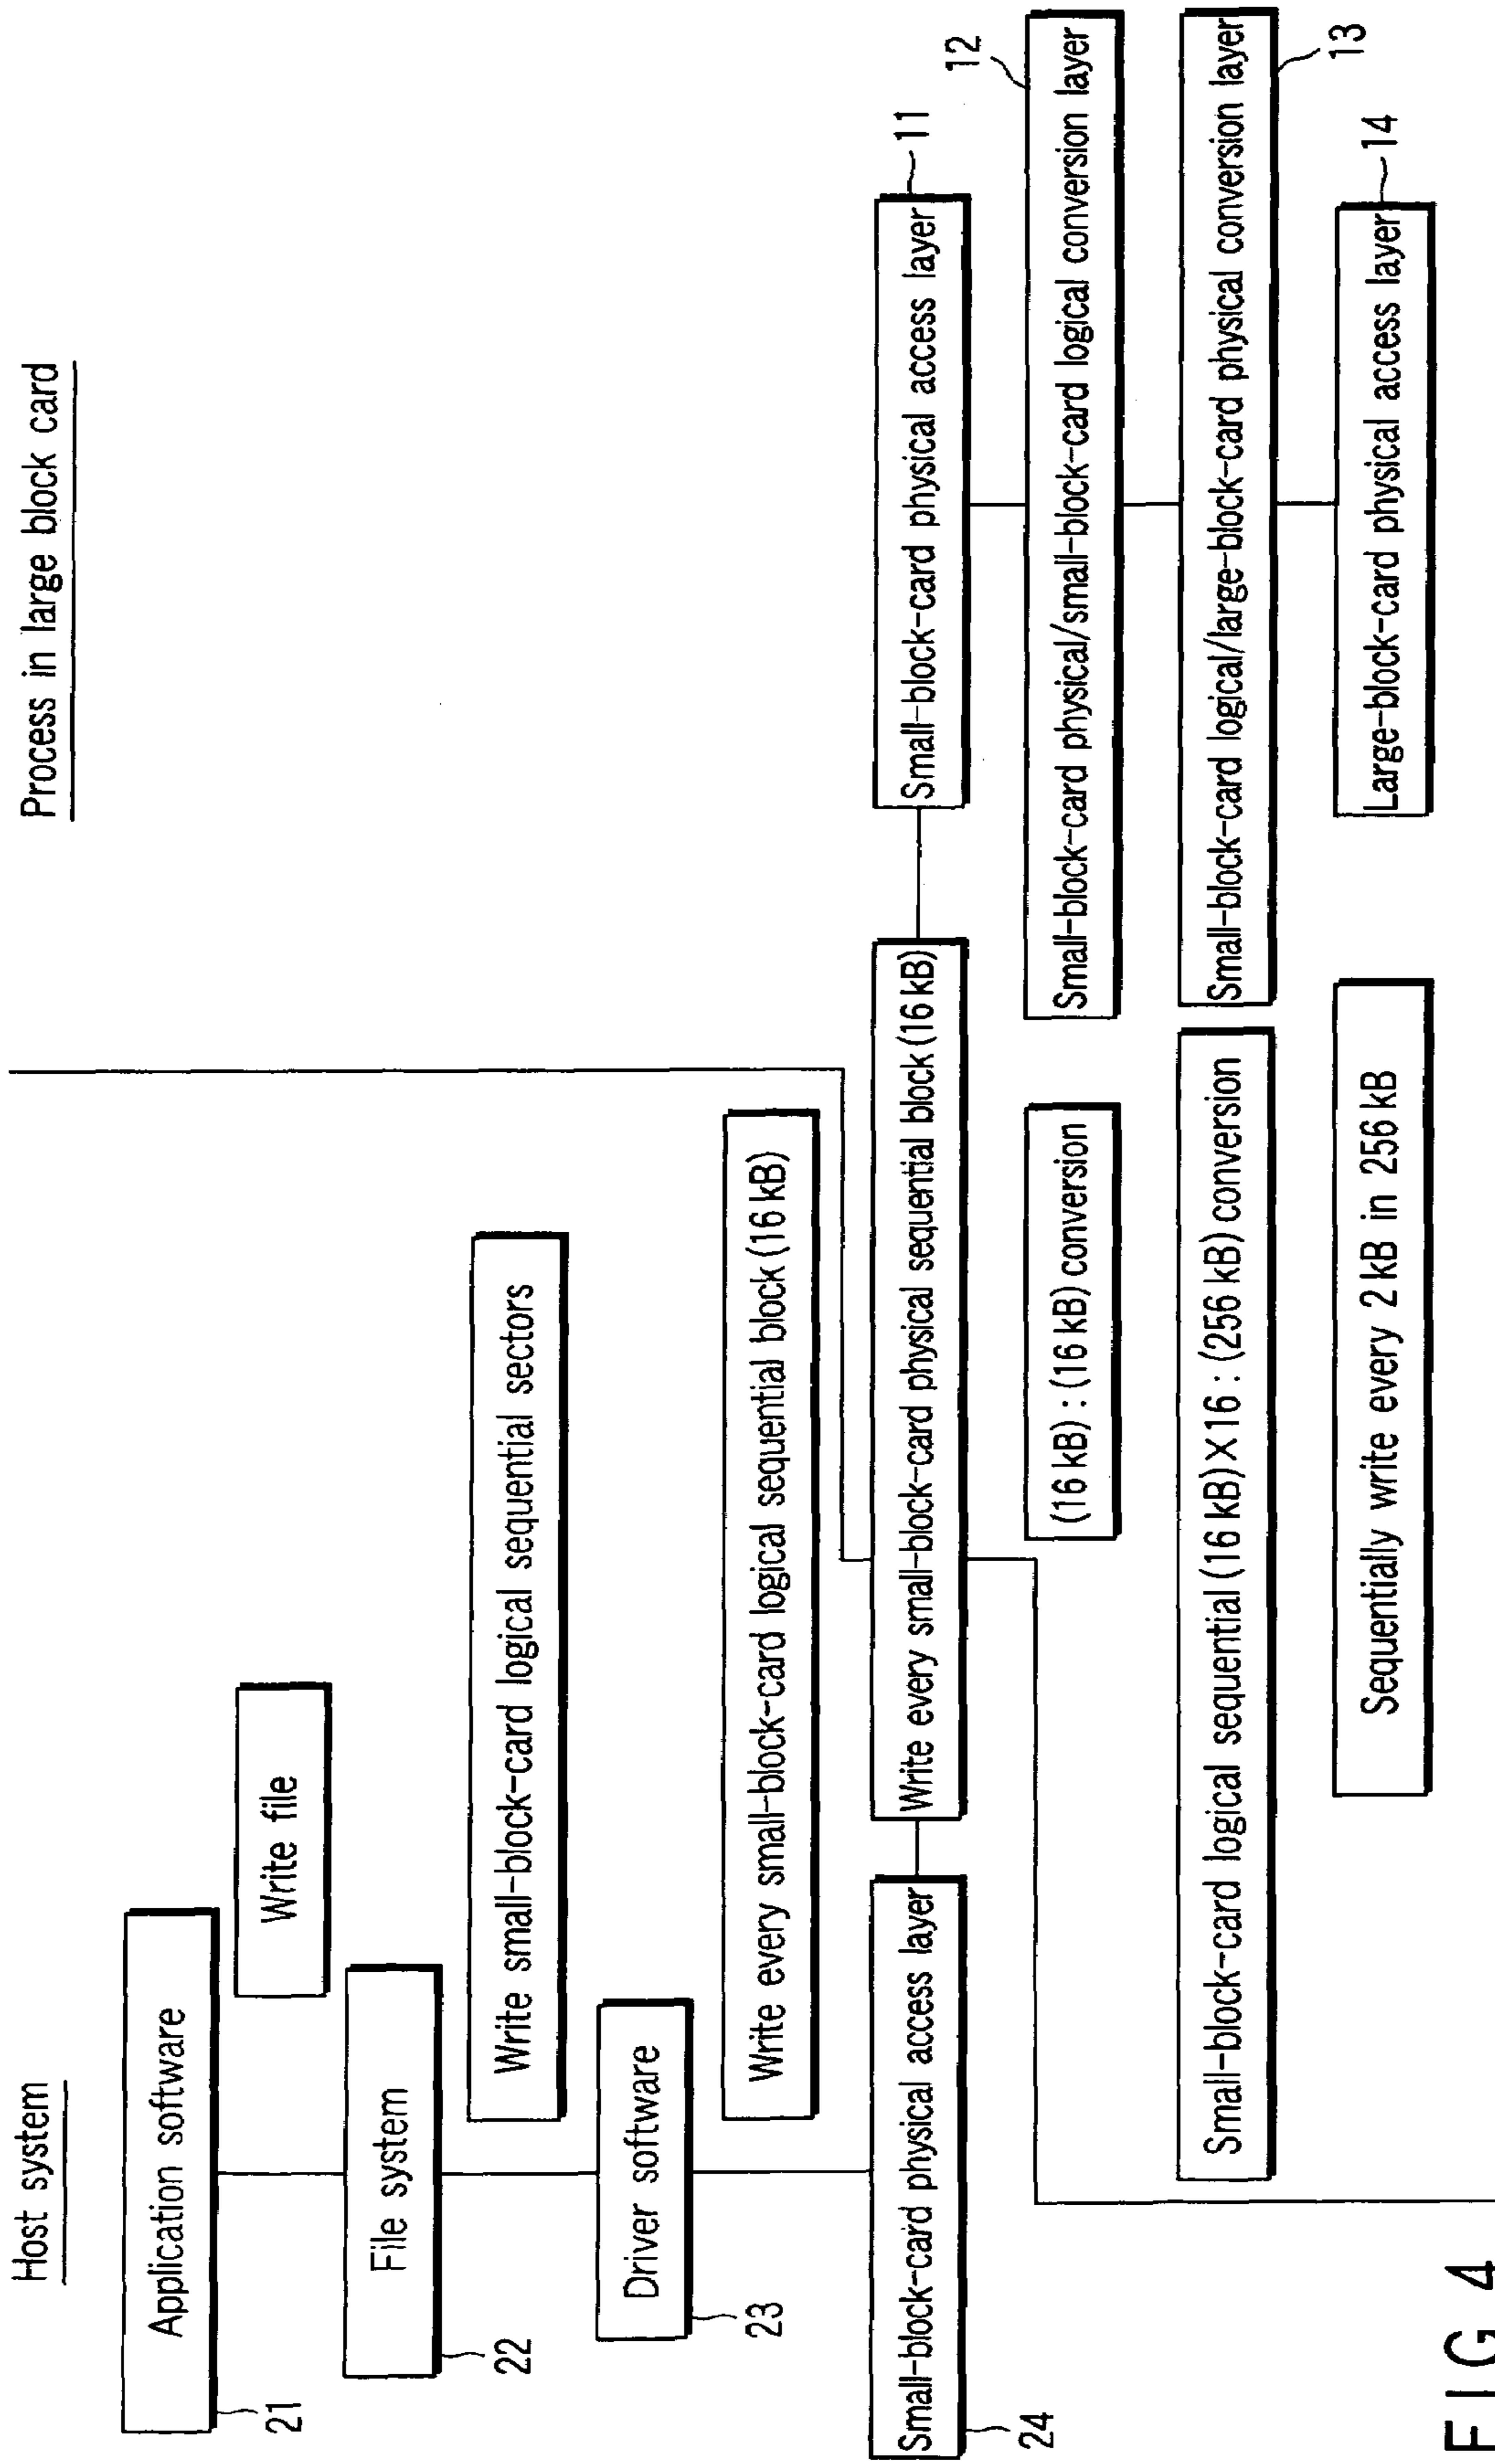 Host system
Process in large block card
Application software
21
Write file
File system
22
Write small-block-card logical sequential sectors
Driver software
23
Write every small-block-card logical sequential block (16 kB)
Small-block-card physical access layer
24
Write every small-block-card physical sequential block (16 kB)
Small-block-card physical access layer
11
(16 kB) : (16 kB) conversion
Small-block-card physical/small-block-card logical conversion layer
12
Small-block-card logical sequential (16 kB) X 16 : (256 kB) conversion
Small-block-card logical/large-block-card physical conversion layer
13
Sequentially write every 2 kB in 256 kB
Large-block-card physical access layer
14
FIG. 4